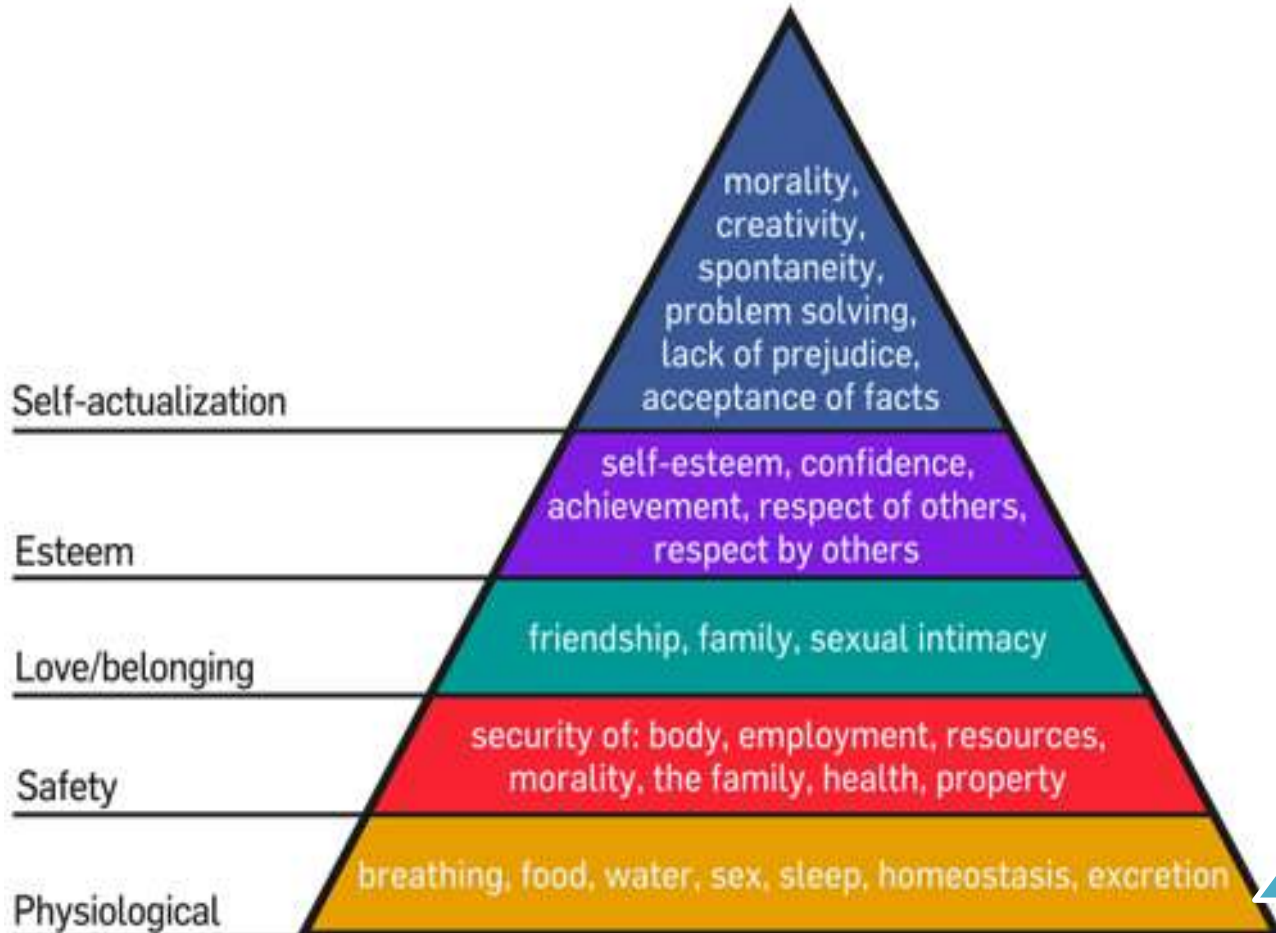 morality,
creativity,
spontaneity,
problem solving,
lack of prejudice,
acceptance of facts
Self-actualization
self-esteem, confidence,
achievement, respect of others,
respect by others
Esteem
friendship, family, sexual intimacy
Love/belonging
security of: body, employment, resources,
morality, the family, health, property
Safety
breathing, food, water, sex, sleep, homeostasis, excretion
Physiological